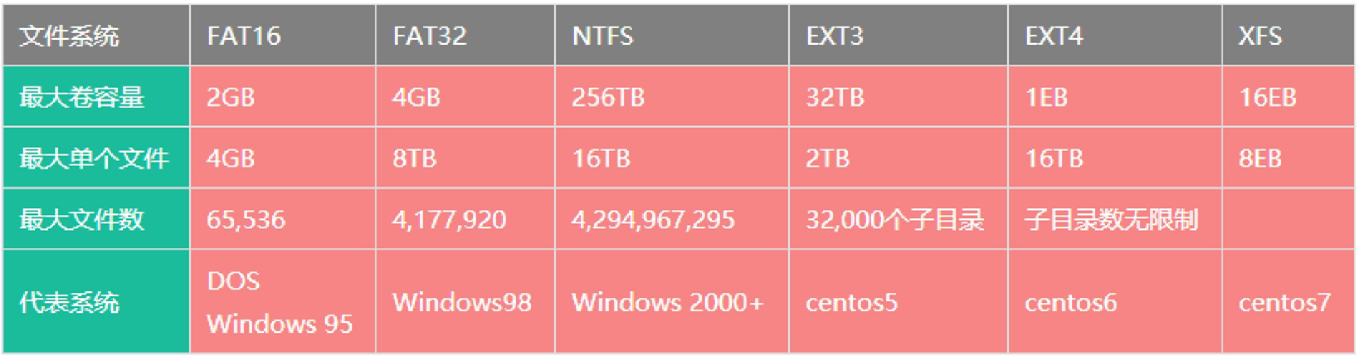 文件系统 FAT16 FAT32 NTFS EXT3 EXT4 XFS
最大卷容量 2GB 4GB 256TB 32TB 1EB 16EB
最大单个文件 4GB 8TB 16TB 2TB 16TB 8EB
最大文件数 65,536 4,177,920 4,294,967,295 32,000个子目录 子目录数无限制
代表系统 DOS
Windows 95 Windows98 Windows 2000+ centos5 centos6 centos7